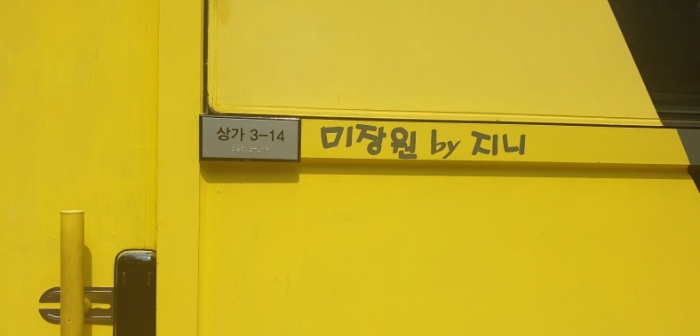 상가 3-14
미장원 by 지니